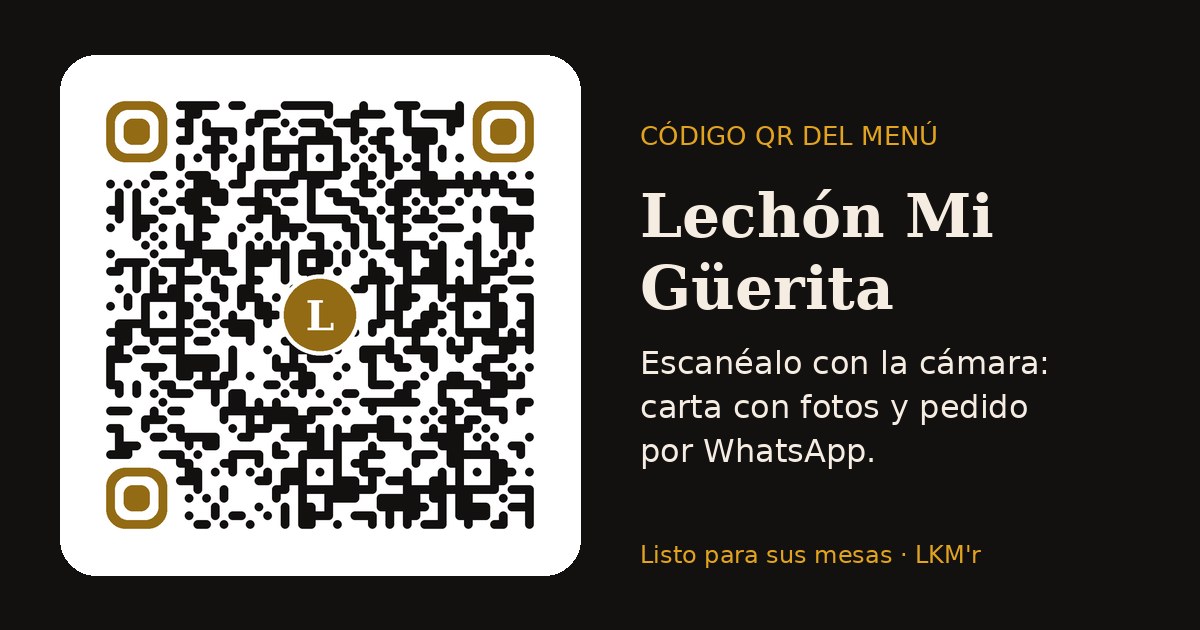 L
CÓDIGO QR DEL MENÚ
Lechón Mi
Güerita
Escanéalo con la cámara:
carta con fotos y pedido
por WhatsApp.
Listo para sus mesas · LKM'r